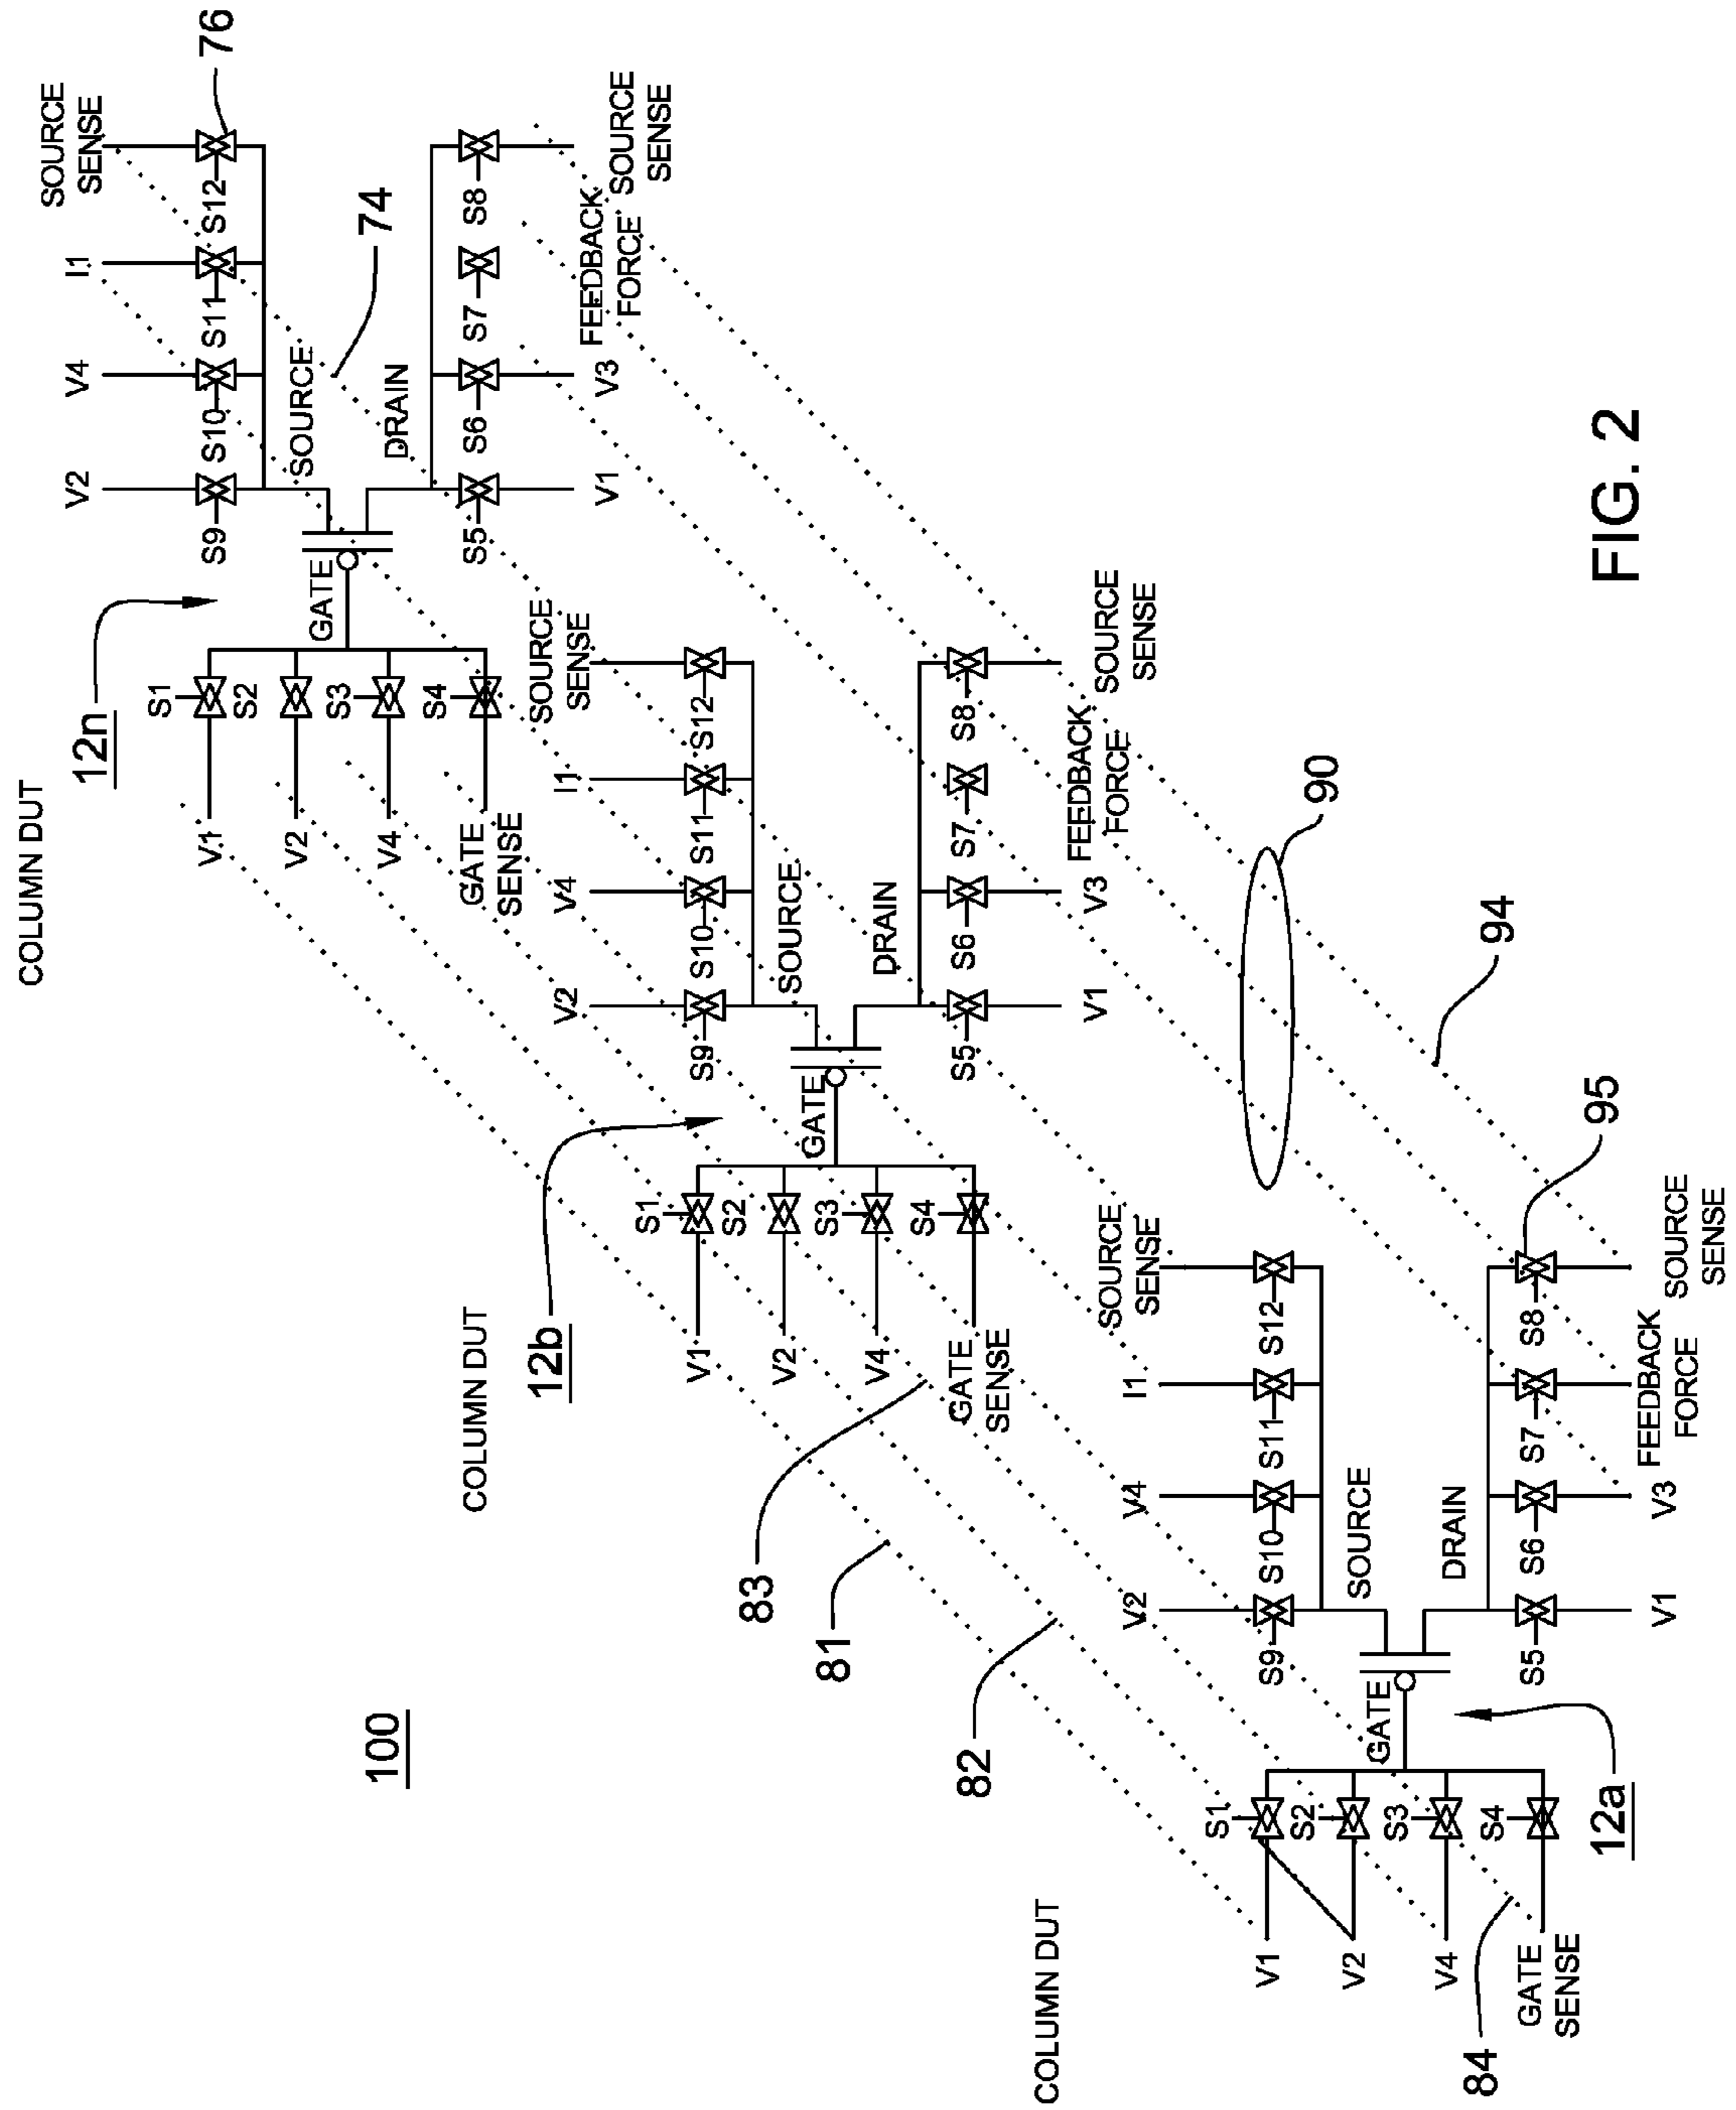 COLUMN DUT
12n
V2
V4
I1
SOURCE
SENSE
S9
S10
S11
S12
76
S1
S2
S3
S4
V1
V2
V4
GATE
SENSE
GATE
SOURCE
74
DRAIN
S5
S6
S7
S8
V1
V3
FEEDBACK
FORCE
SOURCE
SENSE
100
COLUMN DUT
12b
V2
V4
I1
SOURCE
SENSE
S9
S10
S11
S12
S1
S2
S3
S4
V1
V2
V4
GATE
SENSE
GATE
SOURCE
DRAIN
S5
S6
S7
S8
V1
V3
FEEDBACK
FORCE
SOURCE
SENSE
83
81
82
90
94
COLUMN DUT
V2
V4
I1
SOURCE
SENSE
S9
S10
S11
S12
S1
S2
S3
S4
V1
V2
V4
GATE
SENSE
GATE
SOURCE
DRAIN
S5
S6
S7
S8
95
V1
V3
FEEDBACK
FORCE
SOURCE
SENSE
84
12a
FIG. 2